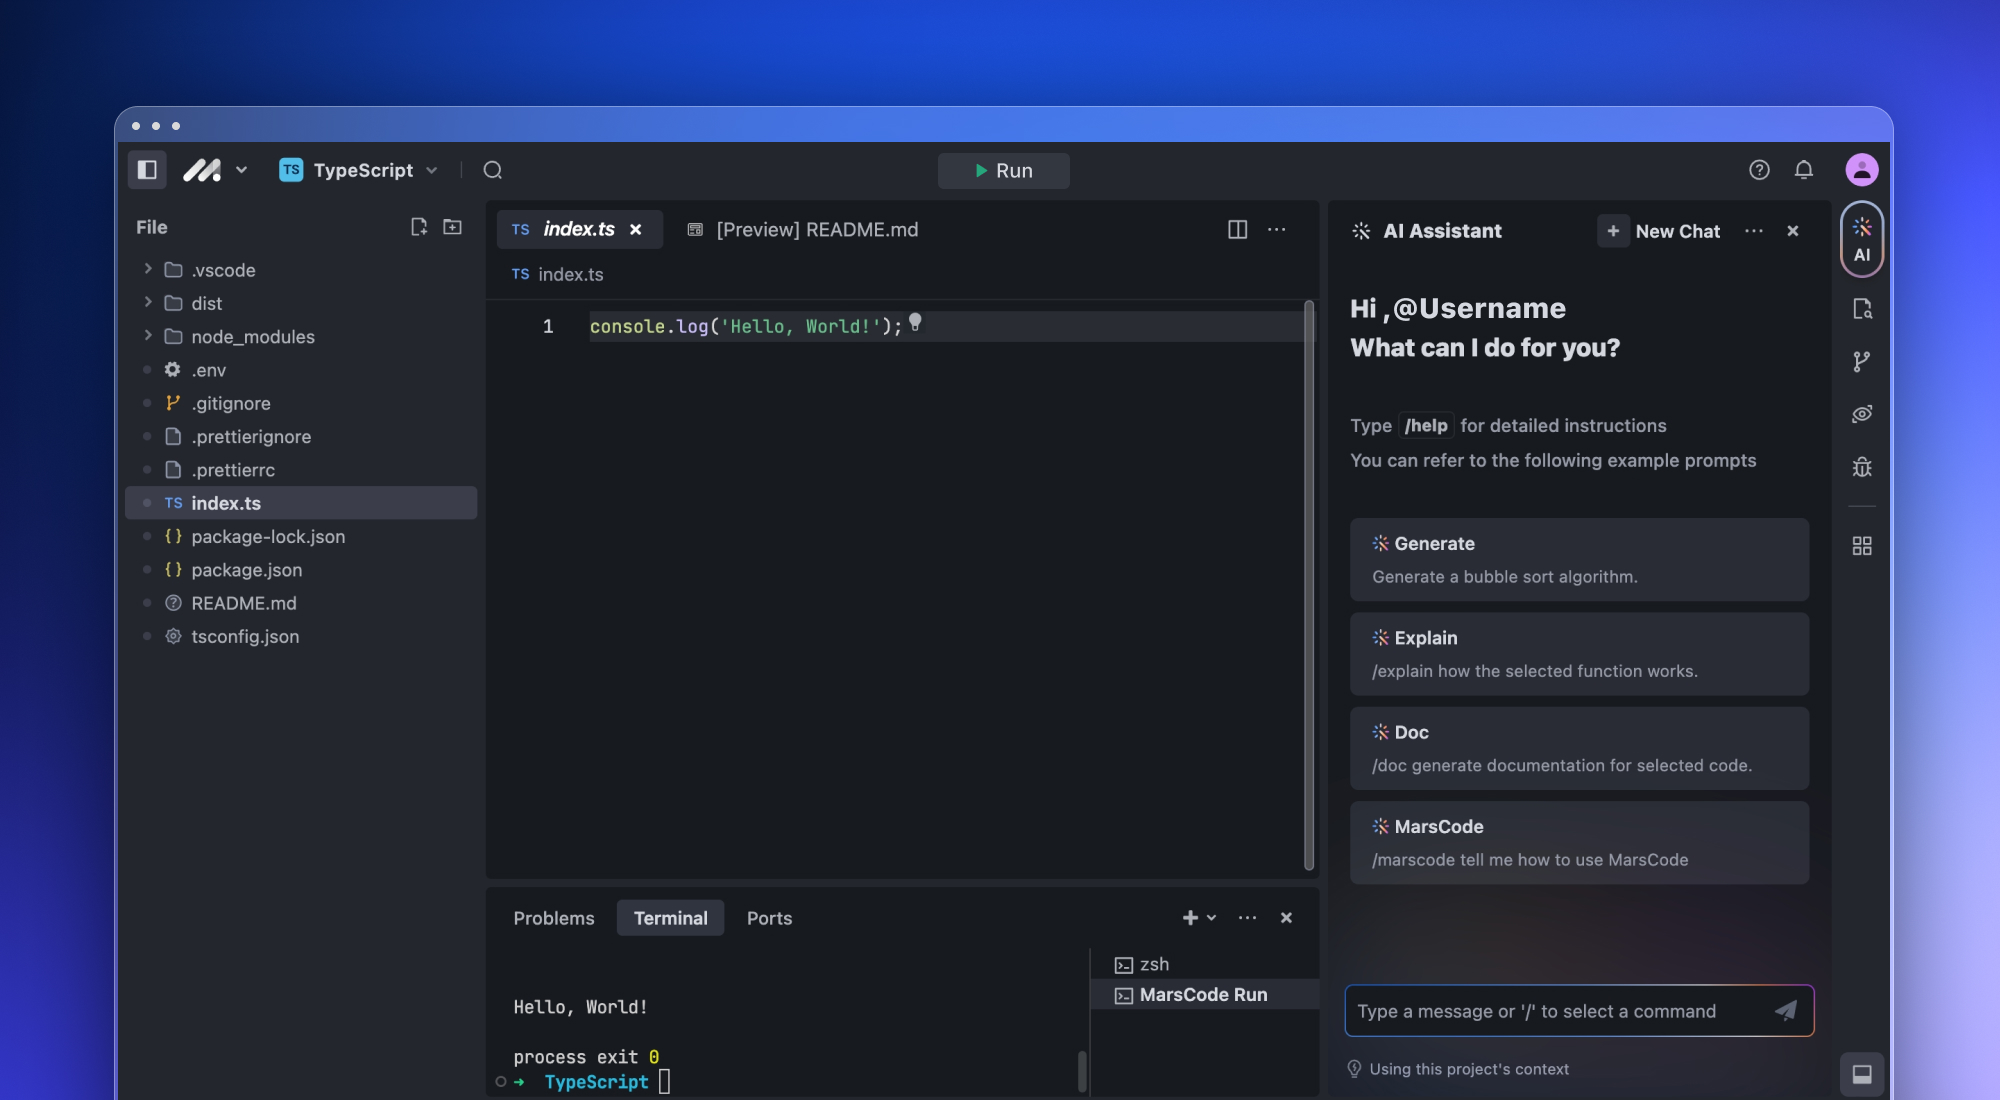 TS TypeScript
Run
File
.vscode
dist
node_modules
.env
.gitignore
.prettierignore
.prettierrc
TS index.ts
{} package-lock.json
{} package.json
README.md
tsconfig.json
TS index.ts
[Preview] README.md
TS index.ts
1 console.log('Hello, World!');
Problems
Terminal
Ports
Hello, World!
process exit 0
➜ TypeScript
zsh
MarsCode Run
AI Assistant
+ New Chat
Hi ,@Username
What can I do for you?
Type /help for detailed instructions
You can refer to the following example prompts
Generate
Generate a bubble sort algorithm.
Explain
/explain how the selected function works.
Doc
/doc generate documentation for selected code.
MarsCode
/marscode tell me how to use MarsCode
Type a message or '/' to select a command
Using this project's context
AI